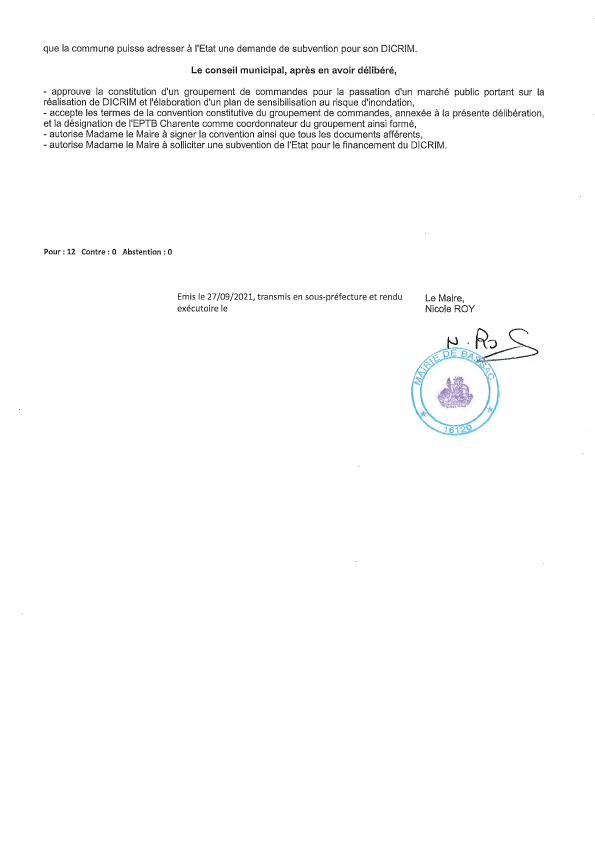 que la commune puisse adresser à l'Etat une demande de subvention pour son DICRIM.
Le conseil municipal, après en avoir délibéré,
- approuve la constitution d'un groupement de commandes pour la passation d'un marché public portant sur la
réalisation de DICRIM et l'élaboration d'un plan de sensibilisation au risque d'inondation,
- accepte les termes de la convention constitutive du groupement de commandes, annexée à la présente délibération,
et la désignation de l'EPTB Charente comme coordonnateur du groupement ainsi formé,
- autorise Madame le Maire à signer la convention ainsi que tous les documents afférents,
- autorise Madame le Maire à solliciter une subvention de l'Etat pour le financement du DICRIM.
Pour : 12 Contre : 0 Abstention : 0
Emis le 27/09/2021, transmis en sous-préfecture et rendu
exécutoire le
Le Maire,
Nicole ROY
MAIRIE DE BASSAC
16120